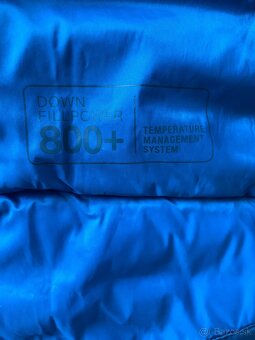 DOWN
FILLPOWER
800+
TEMPERATURE
MANAGEMENT
SYSTEM